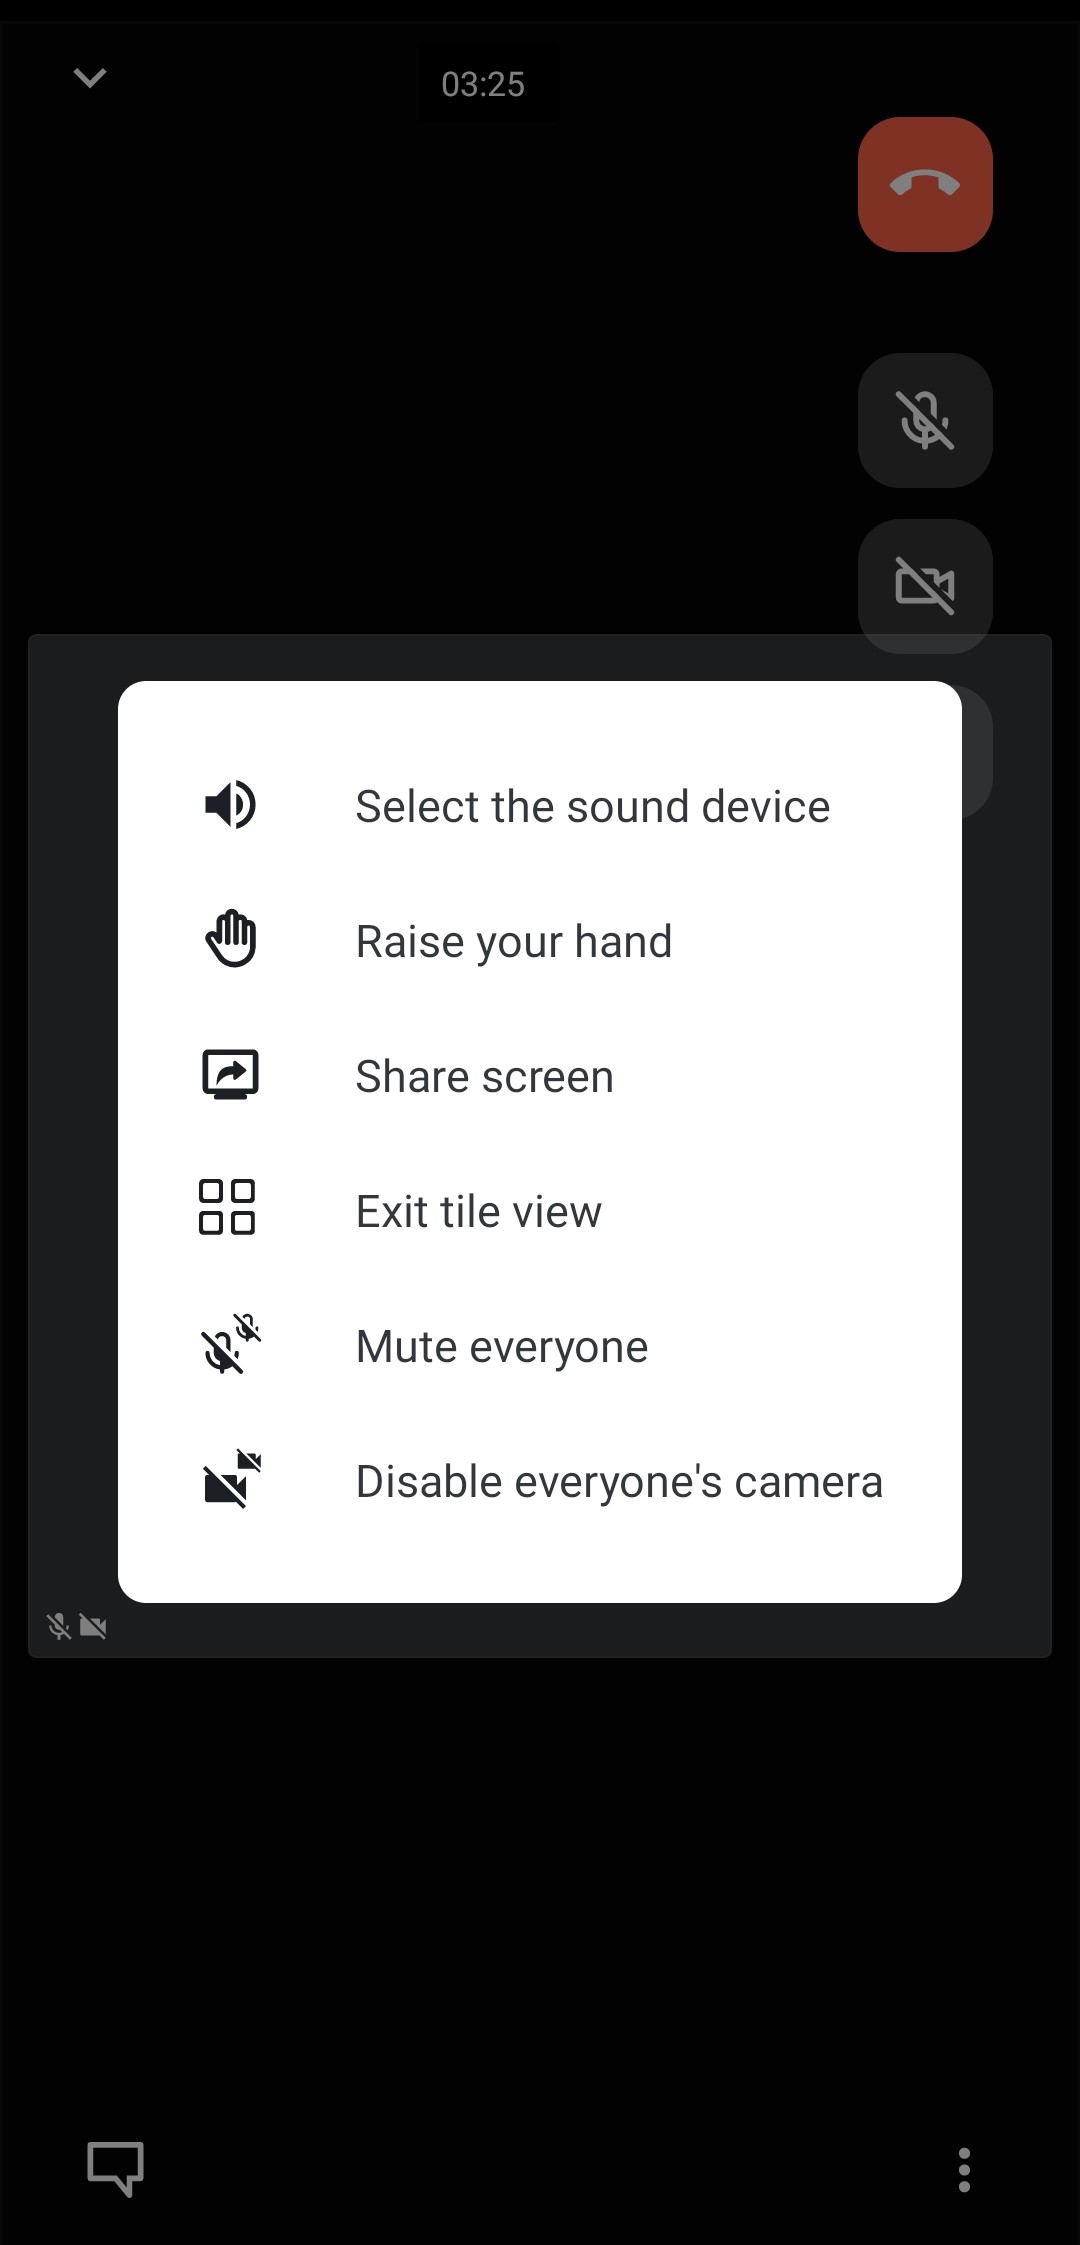 03:25
Select the sound device
Raise your hand
Share screen
Exit tile view
Mute everyone
Disable everyone's camera